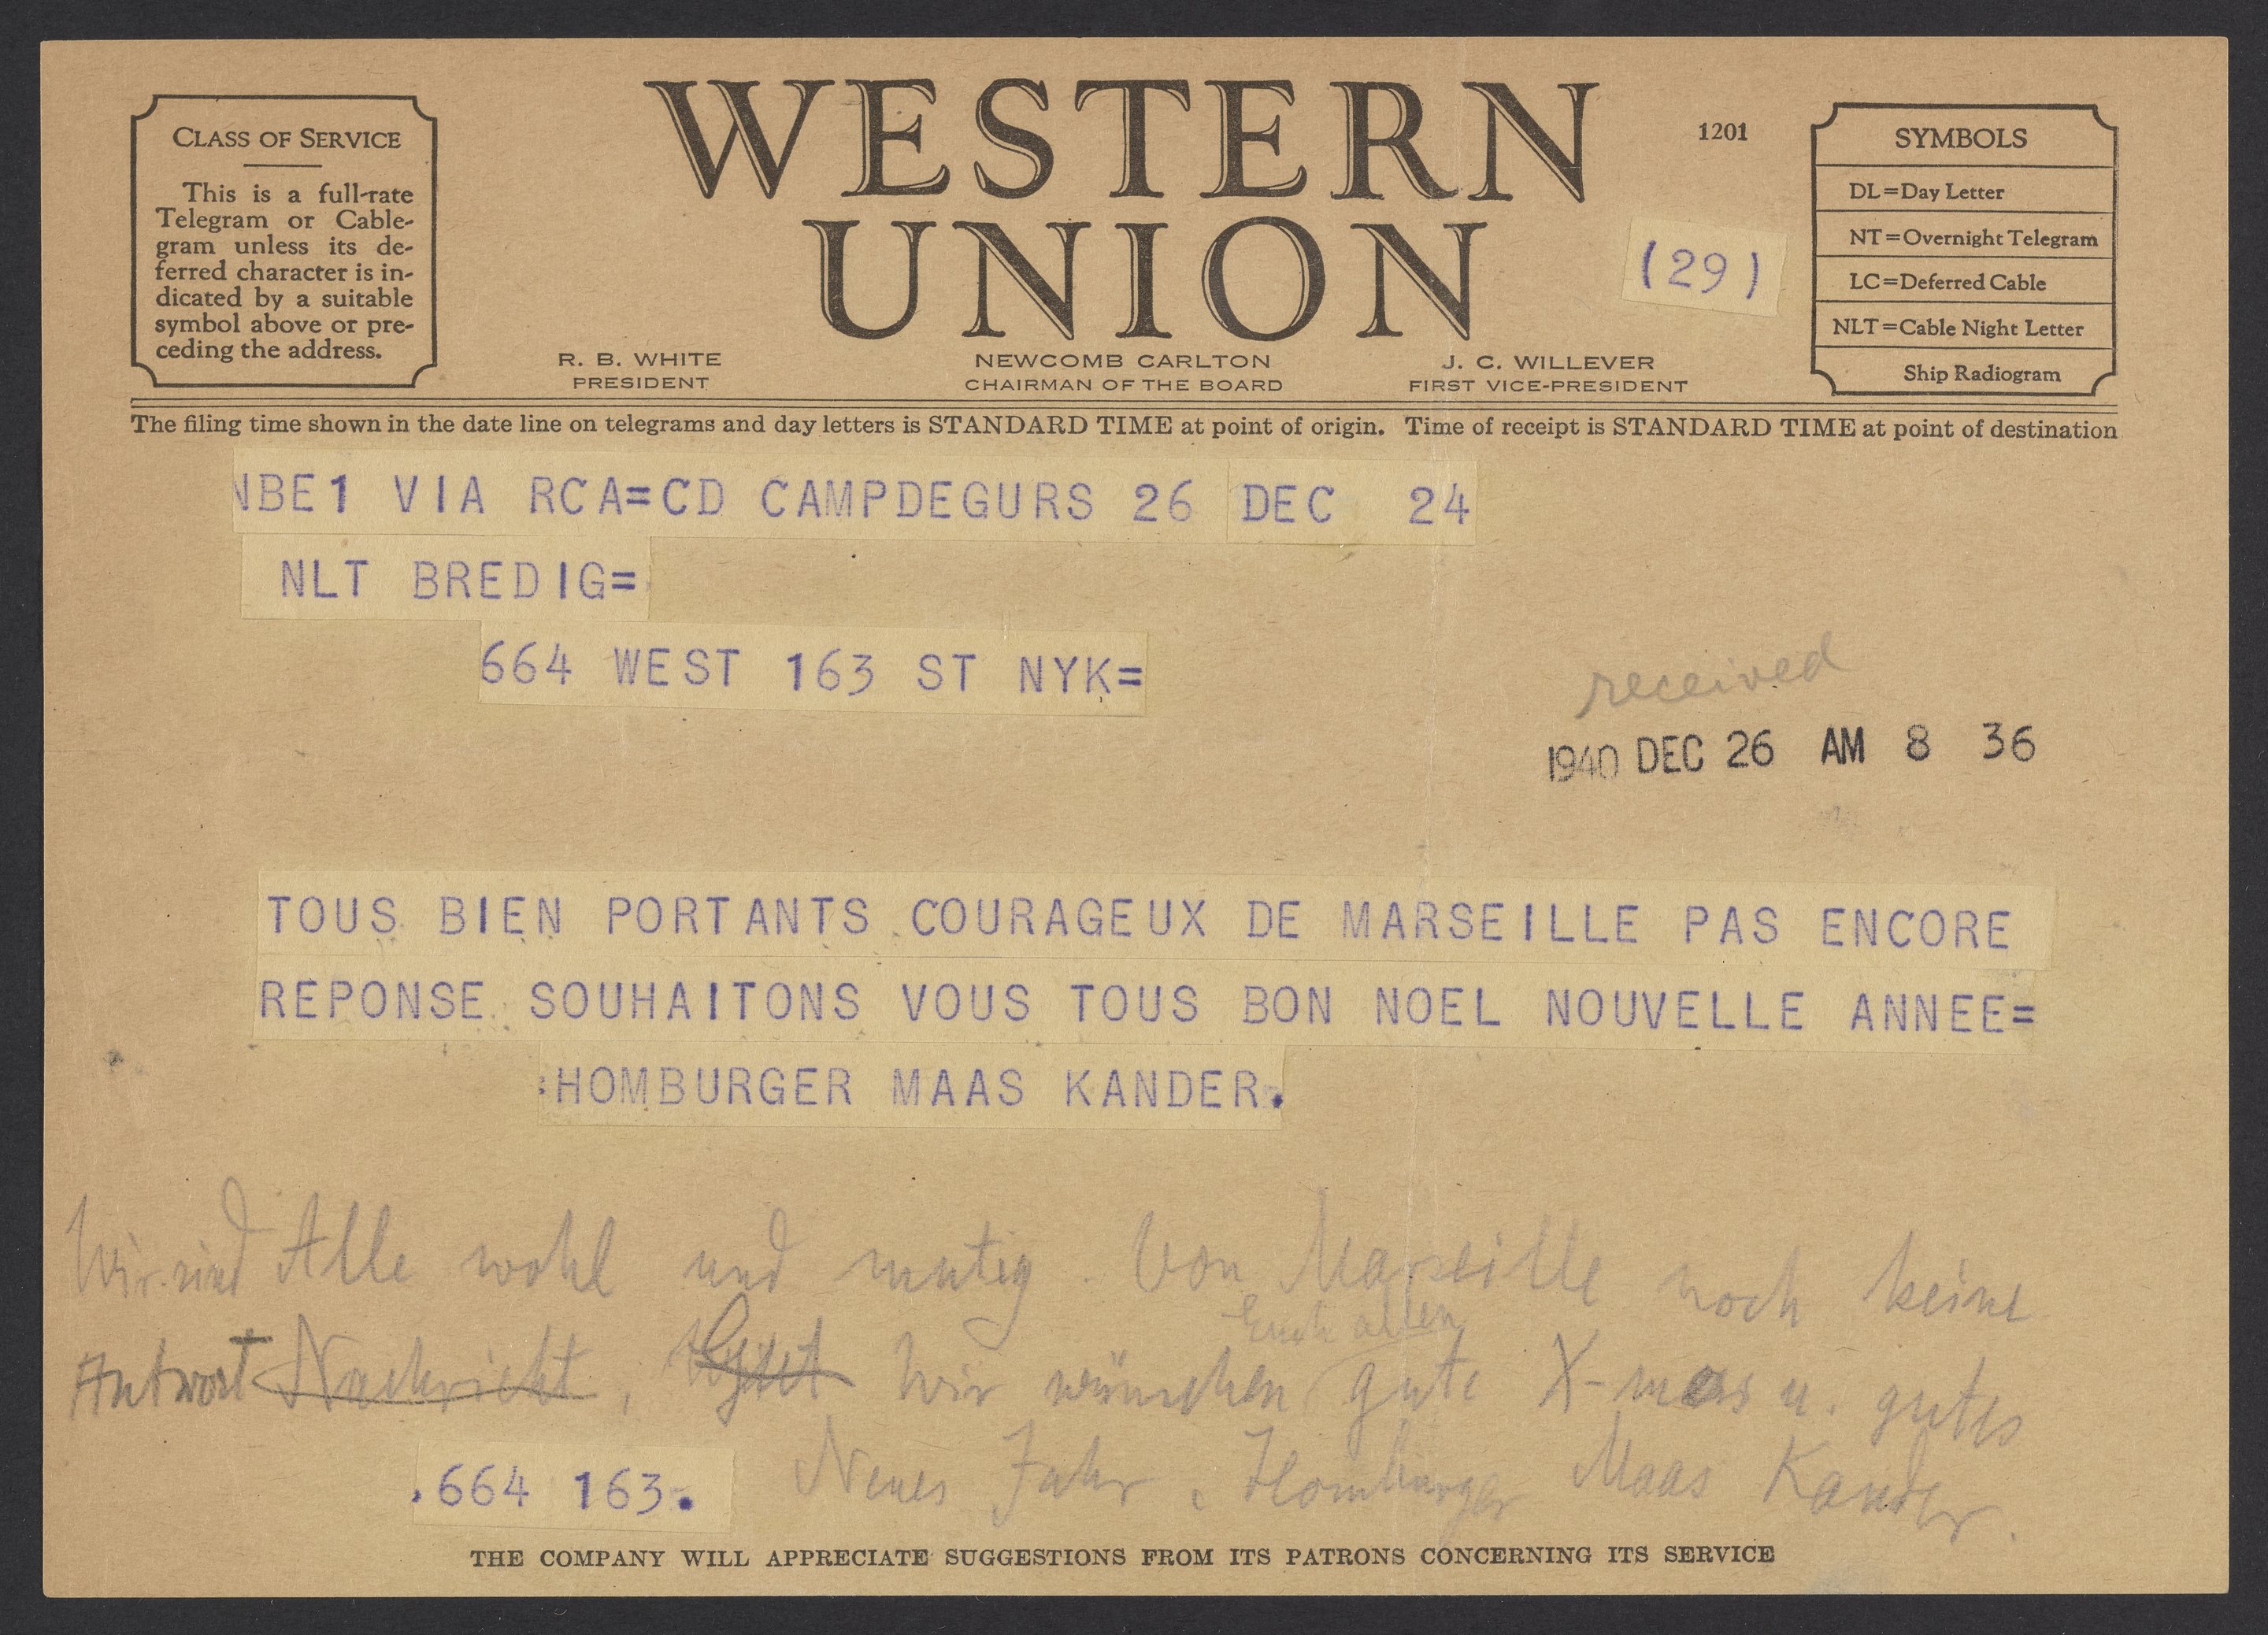 WESTERN
UNION
1201
(29)
CLASS OF SERVICE
This is a full-rate
Telegram or Cable-
gram unless its de-
ferred character is in-
dicated by a suitable
symbol above or pre-
ceding the address.
SYMBOLS
DL=Day Letter
NT=Overnight Telegram
LC=Deferred Cable
NLT=Cable Night Letter
Ship Radiogram
R. B. WHITE
PRESIDENT
NEWCOMB CARLTON
CHAIRMAN OF THE BOARD
J. C. WILLEVER
FIRST VICE-PRESIDENT
The filing time shown in the date line on telegrams and day letters is STANDARD TIME at point of origin. Time of receipt is STANDARD TIME at point of destination
NBE1 VIA RCA=CD CAMPDEGURS 26 DEC 24
NLT BREDIG=
664 WEST 163 ST NYK=
received
1940 DEC 26 AM 8 36
TOUS BIEN PORTANTS COURAGEUX DE MARSEILLE PAS ENCORE
REPONSE SOUHAITONS VOUS TOUS BON NOEL NOUVELLE ANNEE=
:HOMBURGER MAAS KANDER.
Wir sind Alle wohl und mutig. Von Marseille noch keine
Euch allen
Antwort Nachricht, Wir wünschen gute X-mas u. gutes
Neues Jahr. Homburger Maas Kander.
.664 163.
THE COMPANY WILL APPRECIATE SUGGESTIONS FROM ITS PATRONS CONCERNING ITS SERVICE